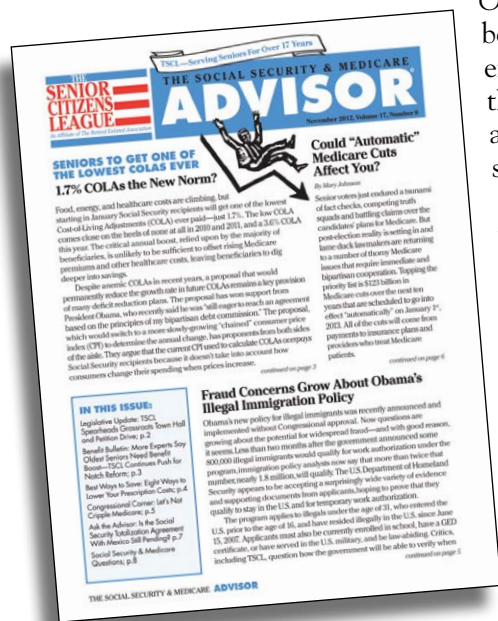 TSCL—Serving Seniors For Over 17 Years
THE
SENIOR
CITIZENS
LEAGUE
An Affiliate of The Retired Enlisted Association
THE SOCIAL SECURITY & MEDICARE
ADVISOR
November 2012, Volume 17, Number 8
SENIORS TO GET ONE OF
THE LOWEST COLAS EVER
1.7% COLAs the New Norm?
Food, energy, and healthcare costs are climbing, but
starting in January Social Security recipients will get one of the lowest
Cost-of-Living Adjustments (COLA) ever paid—just 1.7%. The low COLA
comes close on the heels of none at all in 2010 and 2011, and a 3.6% COLA
this year. The critical annual boost, relied upon by the majority of
beneficiaries, is unlikely to be sufficient to offset rising Medicare
premiums and other healthcare costs, leaving beneficiaries to dig
deeper into savings.
Despite anemic COLAs in recent years, a proposal that would
permanently reduce the growth rate in future COLAs remains a key provision
of many deficit reduction plans. The proposal has won support from
President Obama, who recently said he was "still eager to reach an agreement
based on the principles of my bipartisan debt commission." The proposal,
which would switch to a more slowly-growing "chained" consumer price
index (CPI) to determine the annual change, has proponents from both sides
of the aisle. They argue that the current CPI used to calculate COLAs overpays
Social Security recipients because it doesn't take into account how
consumers change their spending when prices increase.
continued on page 3
Could "Automatic"
Medicare Cuts
Affect You?
By Mary Johnson
Senior voters just endured a tsunami
of fact checks, competing truth
squads and battling claims over the
candidates' plans for Medicare. But
post-election reality is setting in and
lame duck lawmakers are returning
to a number of thorny Medicare
issues that require immediate and
bipartisan cooperation. Topping the
priority list is $123 billion in
Medicare cuts over the next ten
years that are scheduled to go into
effect "automatically" on January 1st,
2013. All of the cuts will come from
payments to insurance plans and
providers who treat Medicare
patients.
continued on page 6
IN THIS ISSUE:
Legislative Update: TSCL
Spearheads Grassroots Town Hall
and Petition Drive; p.2
Benefit Bulletin: More Experts Say
Oldest Seniors Need Benefit
Boost—TSCL Continues Push for
Notch Reform; p.3
Best Ways to Save: Eight Ways to
Lower Your Prescription Costs; p.4
Congressional Corner: Let's Not
Cripple Medicare; p.5
Ask the Advisor: Is the Social
Security Totalization Agreement
With Mexico Still Pending? p.7
Social Security & Medicare
Questions; p.8
Fraud Concerns Grow About Obama's
Illegal Immigration Policy
Obama's new policy for illegal immigrants was recently announced and
implemented without Congressional approval. Now questions are
growing about the potential for widespread fraud—and with good reason,
it seems. Less than two months after the government announced some
800,000 illegal immigrants would qualify for work authorization under the
program, immigration policy analysts now say that more than twice that
number, nearly 1.8 million, will qualify. The U.S. Department of Homeland
Security appears to be accepting a surprisingly wide variety of evidence
and supporting documents from applicants, hoping to prove that they
qualify to stay in the U.S. and for temporary work authorization.
The program applies to illegals under the age of 31, who entered the
U.S. prior to the age of 16, and have resided illegally in the U.S. since June
15, 2007. Applicants must also be currently enrolled in school, have a GED
certificate, or have served in the U.S. military, and be law-abiding. Critics,
including TSCL, question how the government will be able to verify when
continued on page 5
THE SOCIAL SECURITY & MEDICARE ADVISOR